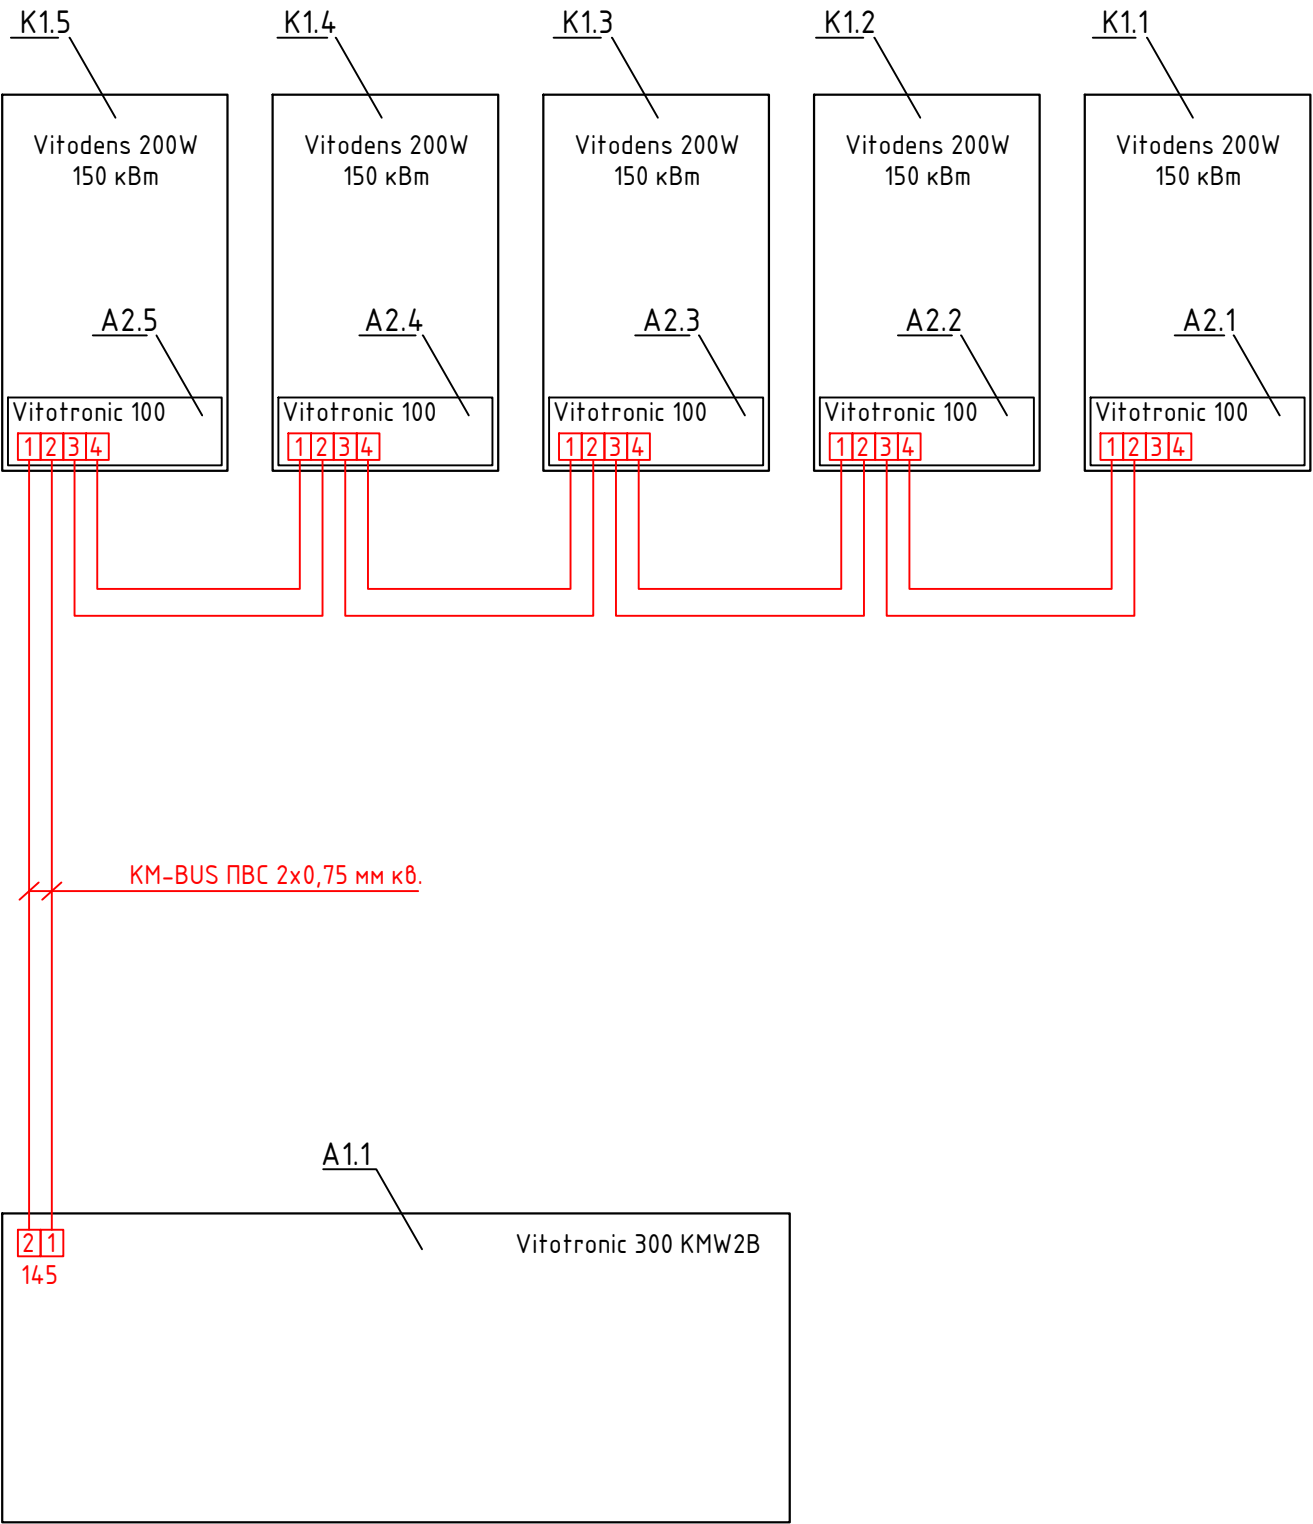 K1.5 K1.4 K1.3 K1.2 K1.1
Vitodens 200W Vitodens 200W Vitodens 200W Vitodens 200W Vitodens 200W
150 кВт 150 кВт 150 кВт 150 кВт 150 кВт
A2.5 A2.4 A2.3 A2.2 A2.1
Vitotronic 100 Vitotronic 100 Vitotronic 100 Vitotronic 100 Vitotronic 100
1 2 3 4 1 2 3 4 1 2 3 4 1 2 3 4 1 2 3 4
KM-BUS ПВС 2х0,75 мм кв.
A1.1
2 1 Vitotronic 300 KMW2B
145